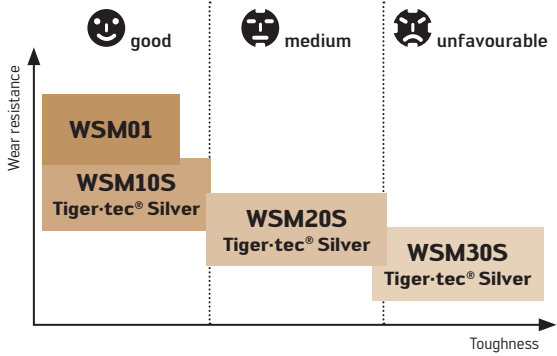 good
medium
unfavourable
Wear resistance
WSM01
WSM10S
Tiger·tec® Silver
WSM20S
Tiger·tec® Silver
WSM30S
Tiger·tec® Silver
Toughness